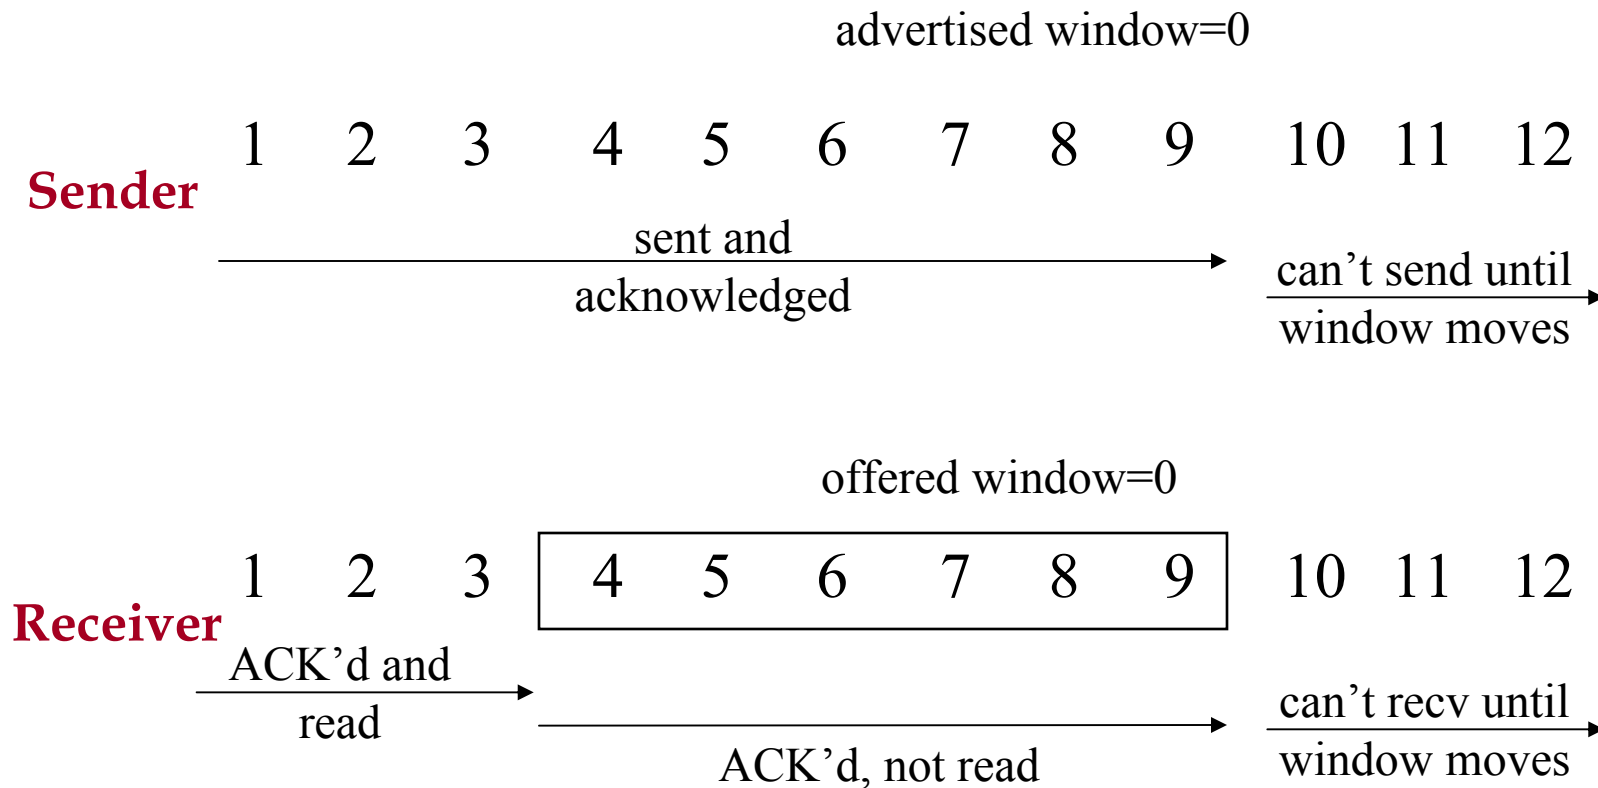 advertised window=0
1 2 3 4 5 6 7 8 9 10 11 12
Sender
sent and
acknowledged
can’t send until
window moves
offered window=0
1 2 3 4 5 6 7 8 9 10 11 12
Receiver
ACK’d and
read
ACK’d, not read
can’t recv until
window moves